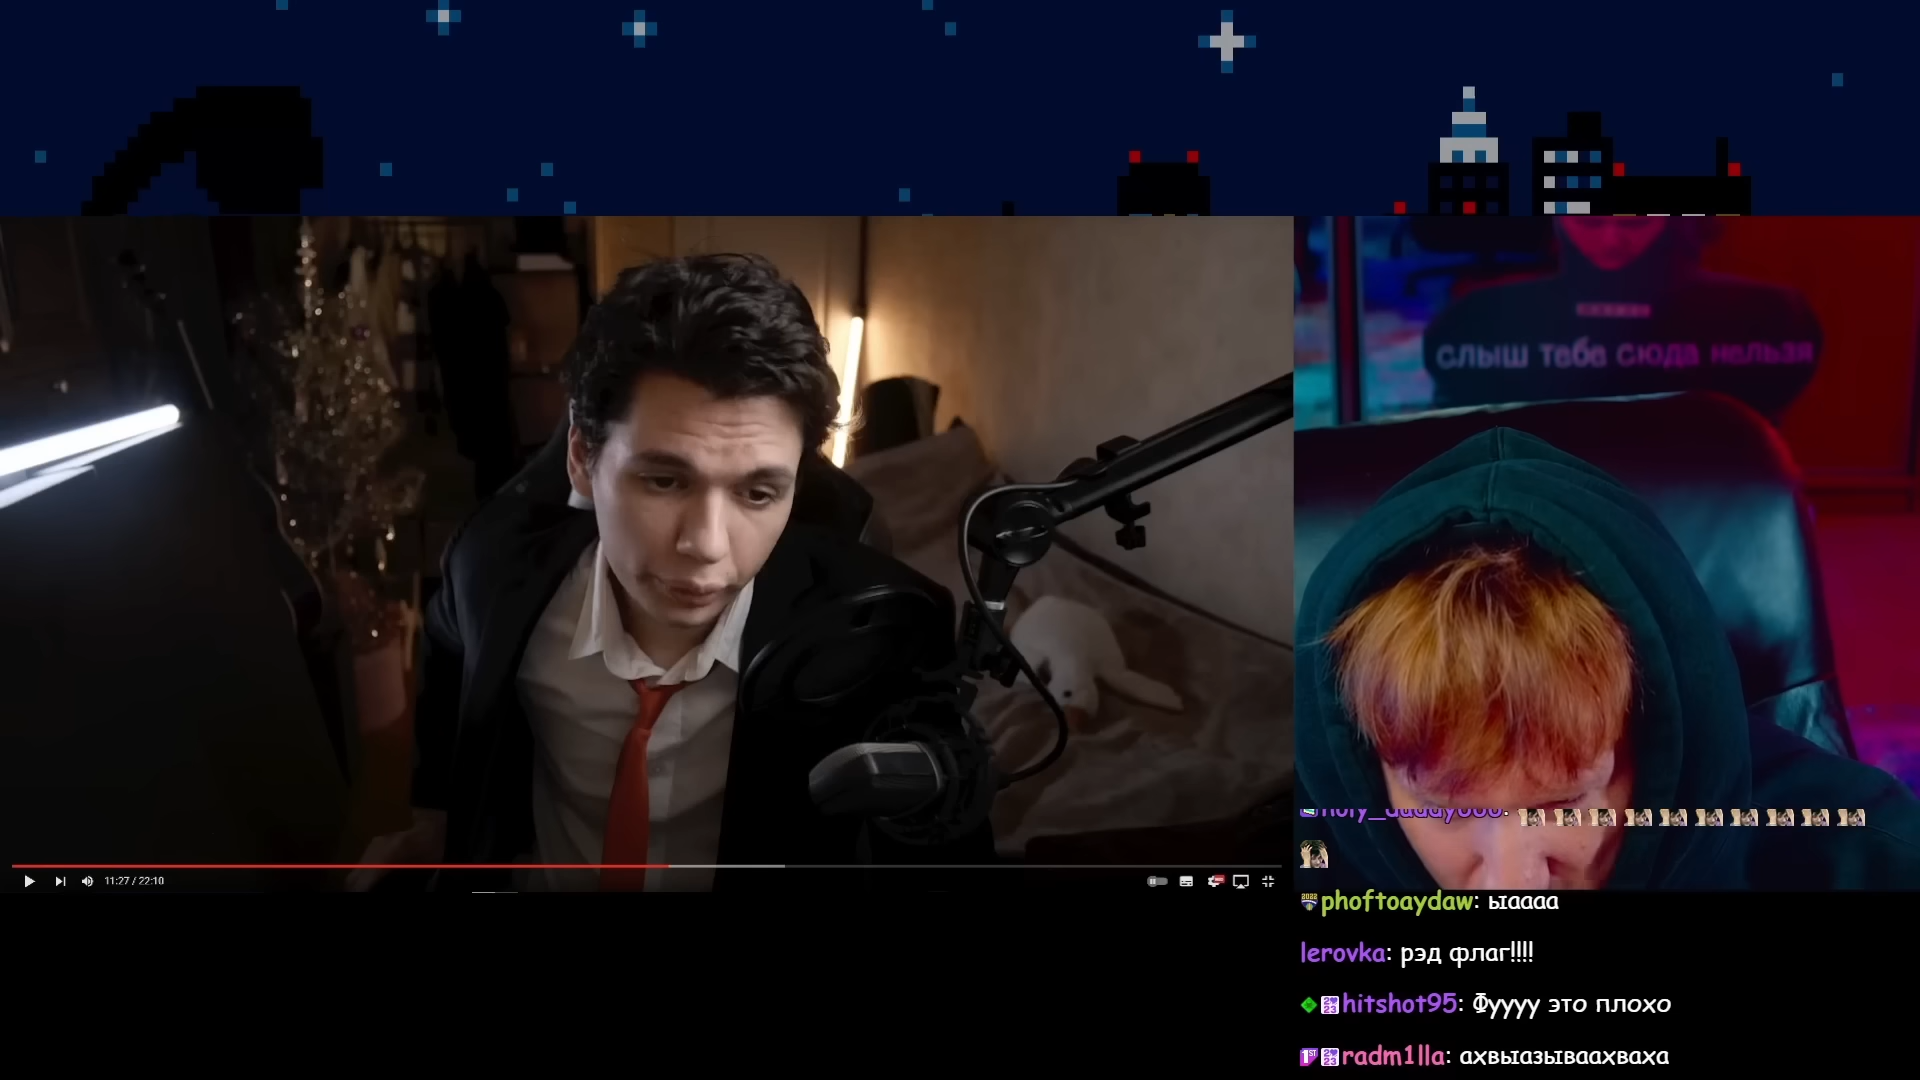 слыш тебе сюда нельзя
11:27 / 22:10
phoftoaydaw: ыаааа
lerovka: рэд флаг!!!!
hitshot95: Фуууу это плохо
radm1lla: ахвыазываахваха